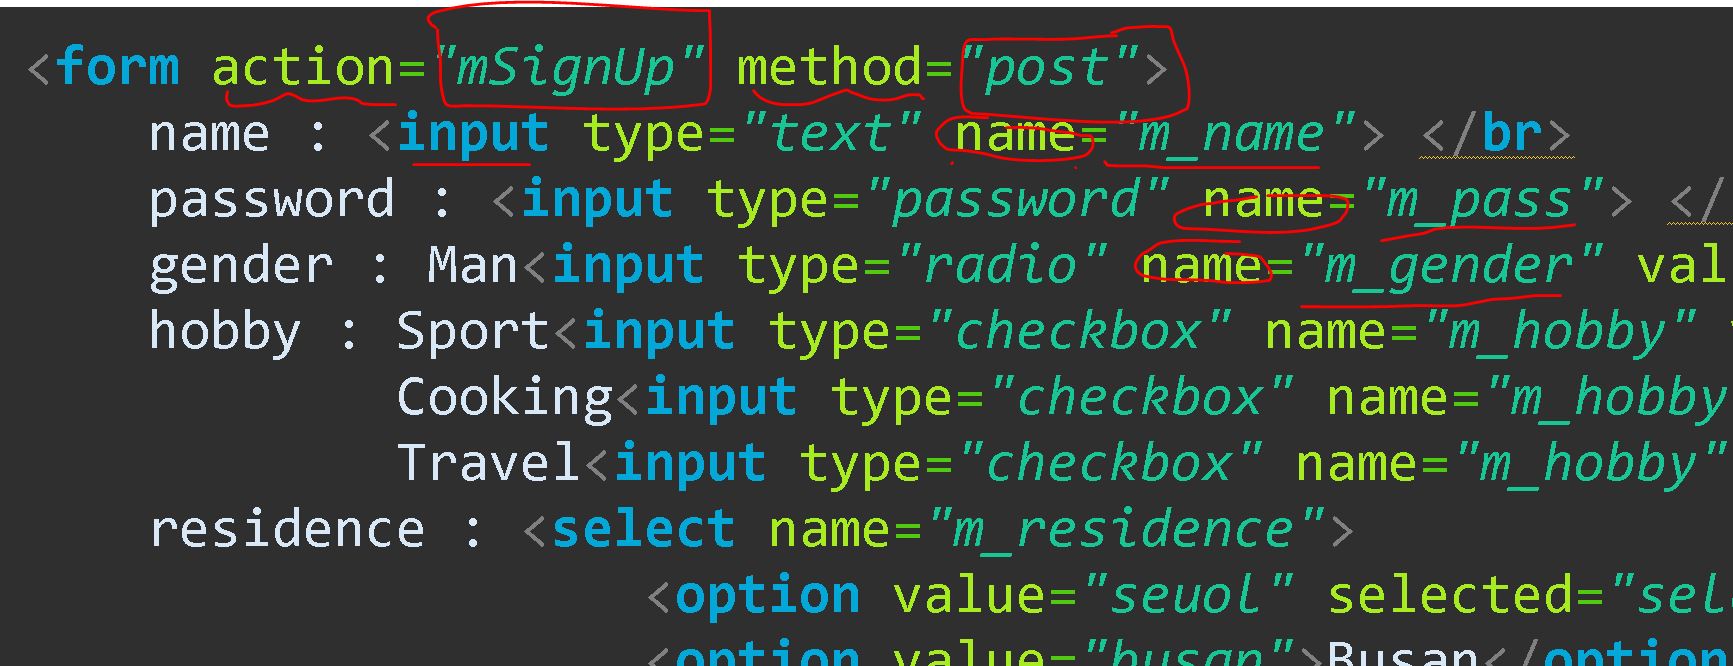 <form action="mSignUp" method="post">
name : <input type="text" name="m_name"> </br>
password : <input type="password" name="m_pass"> </
gender : Man<input type="radio" name="m_gender" val
hobby : Sport<input type="checkbox" name="m_hobby"
Cooking<input type="checkbox" name="m_hobby
Travel<input type="checkbox" name="m_hobby"
residence : <select name="m_residence">
<option value="seuol" selected="sel
<option value="busan">Busan</option